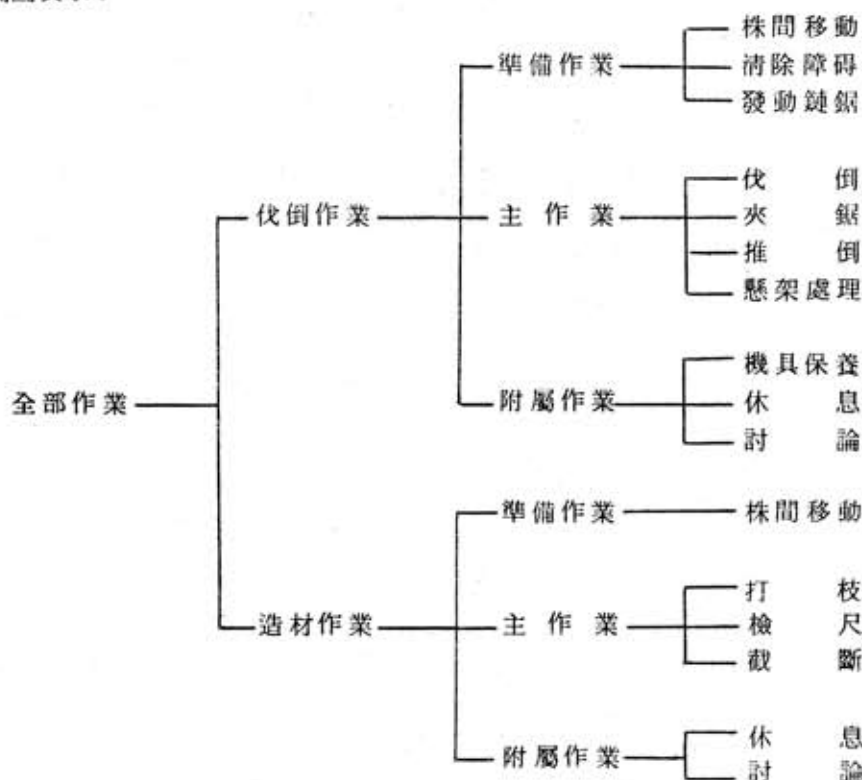 株間移動
準備作業 清除障碍
發動鏈鋸
伐倒
伐倒作業 主作業 夾鋸
推倒
懸架處理
機具保養
全部作業 附屬作業 休息
討論
準備作業 株間移動
打枝
造材作業 主作業 檢尺
截斷
休息
附屬作業
討論